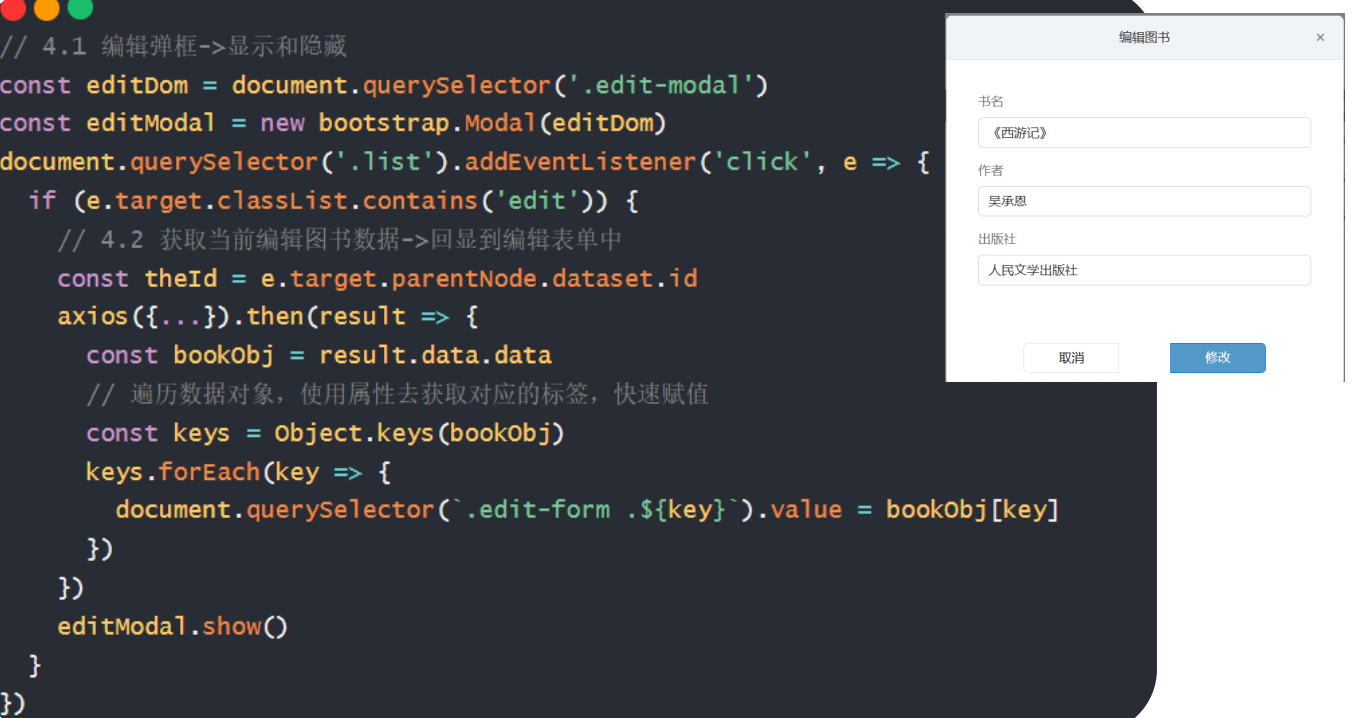 // 4.1 编辑弹框->显示和隐藏
const editDom = document.querySelector('.edit-modal')
const editModal = new bootstrap.Modal(editDom)
document.querySelector('.list').addEventListener('click', e => {
  if (e.target.classList.contains('edit')) {
    // 4.2 获取当前编辑图书数据->回显到编辑表单中
    const theId = e.target.parentNode.dataset.id
    axios({...}).then(result => {
      const bookObj = result.data.data
      // 遍历数据对象，使用属性去获取对应的标签，快速赋值
      const keys = Object.keys(bookObj)
      keys.forEach(key => {
        document.querySelector(`.edit-form .${key}`).value = bookObj[key]
      })
    })
    editModal.show()
  }
})
编辑图书 ×
书名
《西游记》
作者
吴承恩
出版社
人民文学出版社
取消 修改